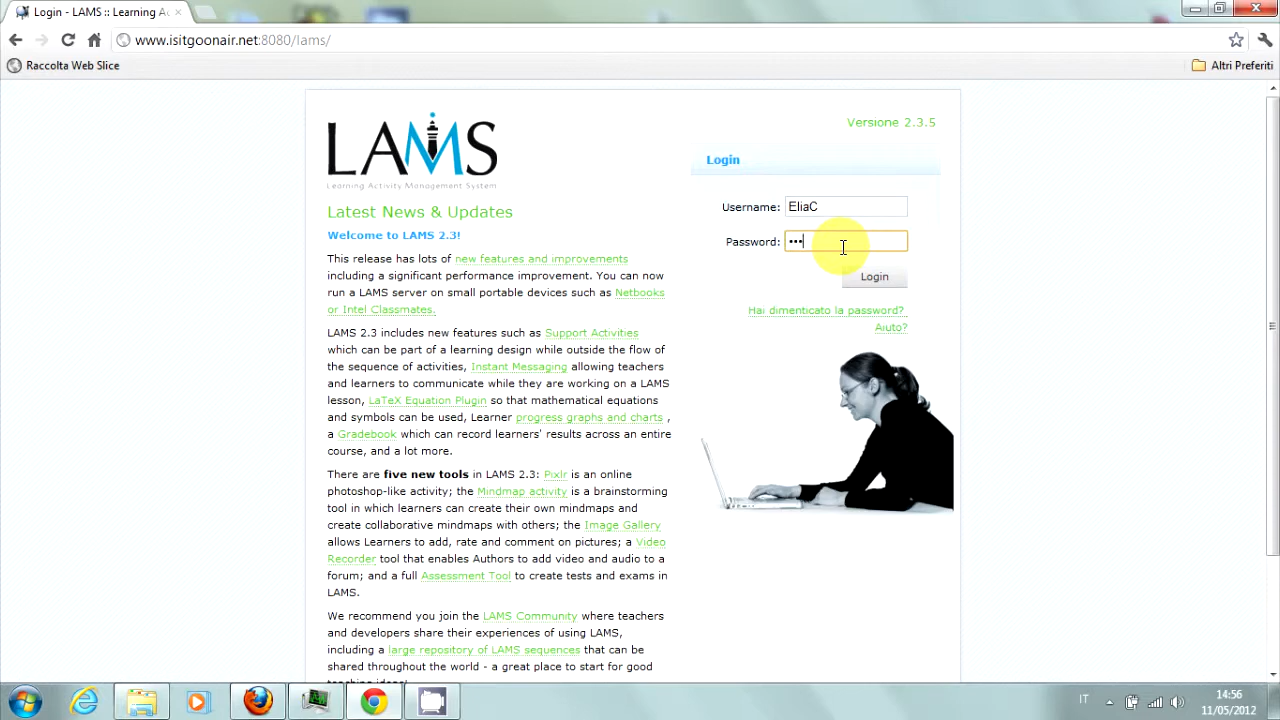 Login - LAMS :: Learning Ac
www.isitgoonair.net:8080/lams/
Raccolta Web Slice
Altri Preferiti
LAMS
Learning Activity Management System
Versione 2.3.5
Login
Username: EliaC
Password: •••
Login
Hai dimenticato la password?
Aiuto?
Latest News & Updates
Welcome to LAMS 2.3!
This release has lots of new features and improvements
including a significant performance improvement. You can now
run a LAMS server on small portable devices such as Netbooks
or Intel Classmates.
LAMS 2.3 includes new features such as Support Activities
which can be part of a learning design while outside the flow of
the sequence of activities, Instant Messaging allowing teachers
and learners to communicate while they are working on a LAMS
lesson, LaTeX Equation Plugin so that mathematical equations
and symbols can be used, Learner progress graphs and charts ,
a Gradebook which can record learners' results across an entire
course, and a lot more.
There are five new tools in LAMS 2.3: Pixlr is an online
photoshop-like activity; the Mindmap activity is a brainstorming
tool in which learners can create their own mindmaps and
create collaborative mindmaps with others; the Image Gallery
allows Learners to add, rate and comment on pictures; a Video
Recorder tool that enables Authors to add video and audio to a
forum; and a full Assessment Tool to create tests and exams in
LAMS.
We recommend you join the LAMS Community where teachers
and developers share their experiences of using LAMS,
including a large repository of LAMS sequences that can be
shared throughout the world - a great place to start for good
teaching ideas!
IT
14:56
11/05/2012